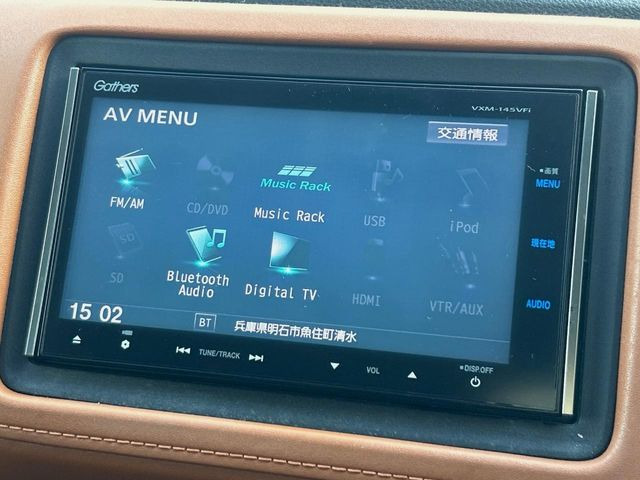 Gathers
VXM-145VFi
AV MENU
交通情報
画質
MENU
FM/AM
CD/DVD
Music Rack
Music Rack
USB
iPod
現在地
SD
SD
Bluetooth
Audio
Digital TV
HDMI
VTR/AUX
AUDIO
15 02
BT
兵庫県明石市魚住町清水
TUNE/TRACK
VOL
DISP.OFF